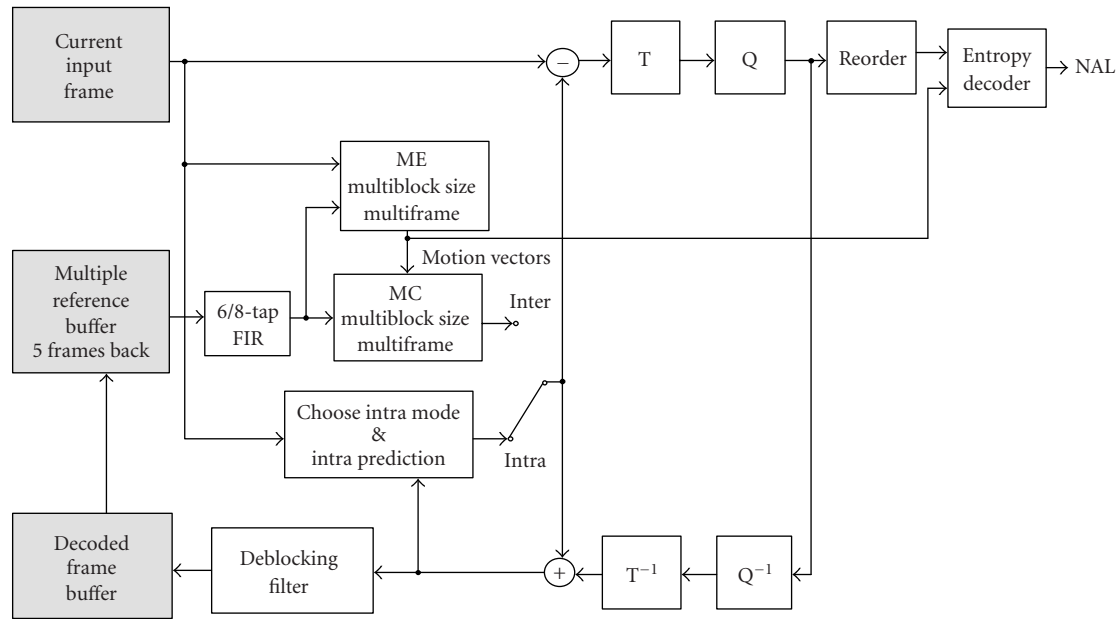 Current
input
frame
−
T
Q
Reorder
Entropy
decoder
NAL
ME
multiblock size
multiframe
Motion vectors
Multiple
reference
buffer
5 frames back
6/8-tap
FIR
MC
multiblock size
multiframe
Inter
Choose intra mode
&
intra prediction
Intra
Decoded
frame
buffer
Deblocking
filter
+
T⁻¹
Q⁻¹